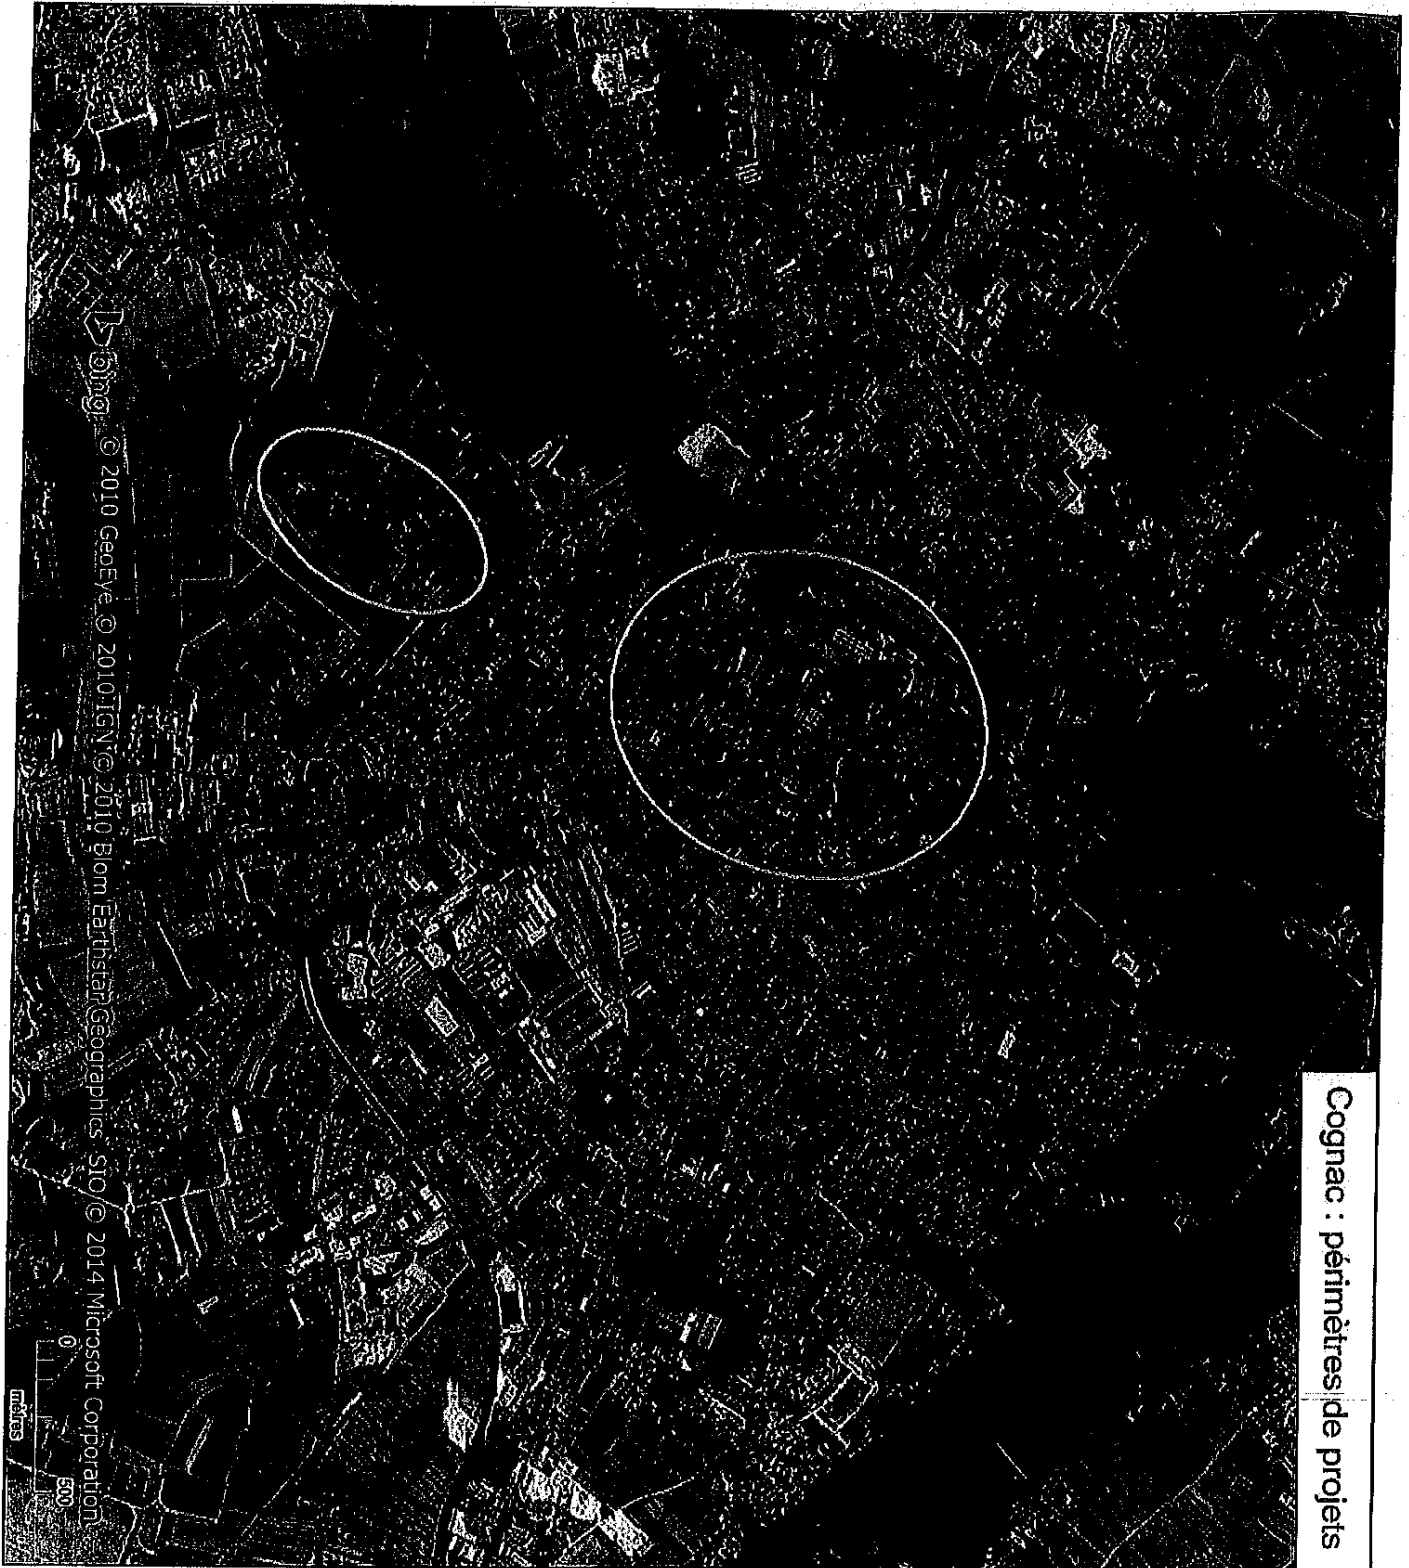 Cognac : périmètres de projets
bing © 2010 GeoEye © 2010 IGN © 2010 Blom Earthstar Geographics SIO © 2014 Microsoft Corporation
0 500
mètres